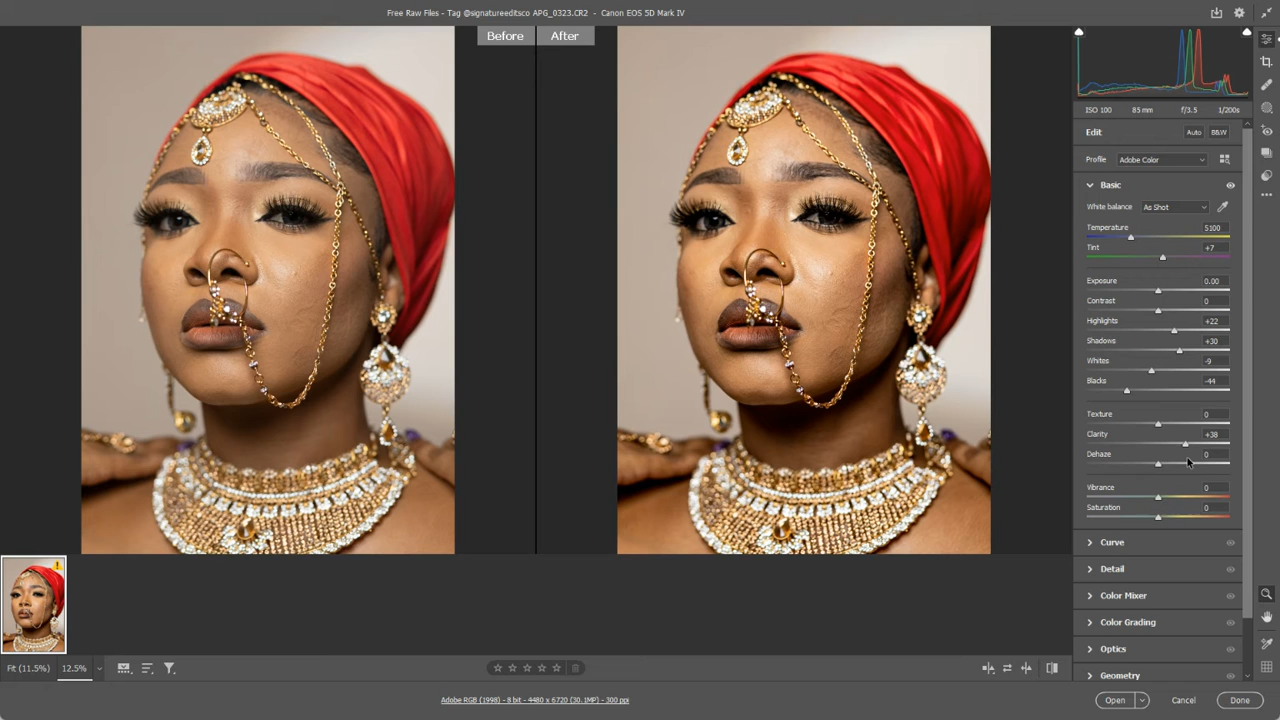 Free Raw Files - Tag @signatureeditsco APG_0323.CR2 - Canon EOS 5D Mark IV
Before After
ISO 100 85 mm f/3.5 1/200s
Edit Auto B&W
Profile Adobe Color
Basic
White balance As Shot
Temperature 5100
Tint +7
Exposure 0.00
Contrast 0
Highlights +22
Shadows +30
Whites -9
Blacks -44
Texture 0
Clarity +38
Dehaze 0
Vibrance 0
Saturation 0
Curve
Detail
Color Mixer
Color Grading
Optics
Geometry
Fit (11.5%) 12.5%
Adobe RGB (1998) - 8 bit - 4480 x 6720 (30.1MP) - 300 ppi
Open Cancel Done